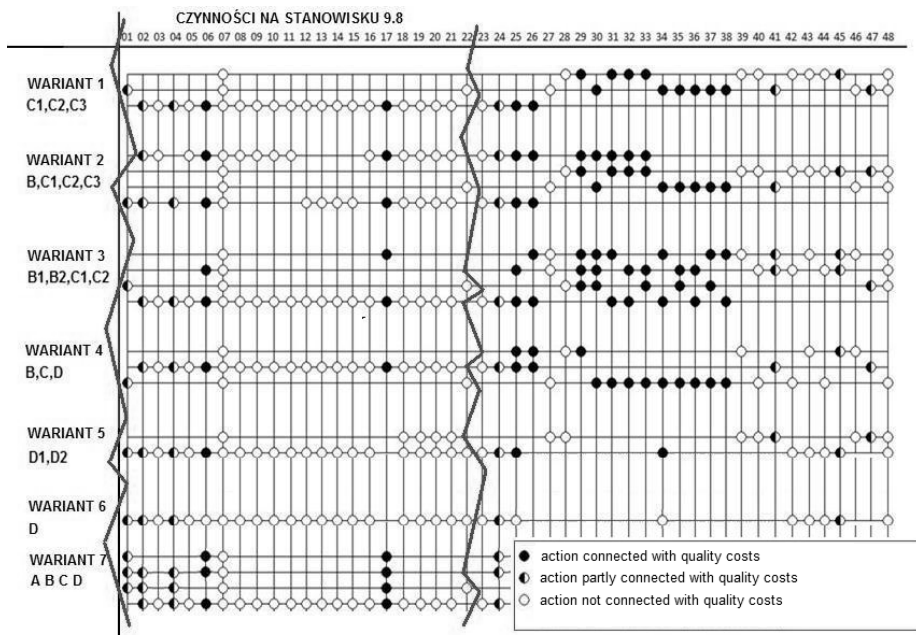 CZYNNOŚCI NA STANOWISKU 9.8
01 02 03 04 05 06 07 08 09 10 11 12 13 14 15 16 17 18 19 20 21 22 23 24 25 26 27 28 29 30 31 32 33 34 35 36 37 38 39 40 41 42 43 44 45 46 47 48
WARIANT 1
C1,C2,C3
WARIANT 2
B,C1,C2,C3
WARIANT 3
B1,B2,C1,C2
WARIANT 4
B,C,D
WARIANT 5
D1,D2
WARIANT 6
D
WARIANT 7
A B C D
action connected with quality costs
action partly connected with quality costs
action not connected with quality costs